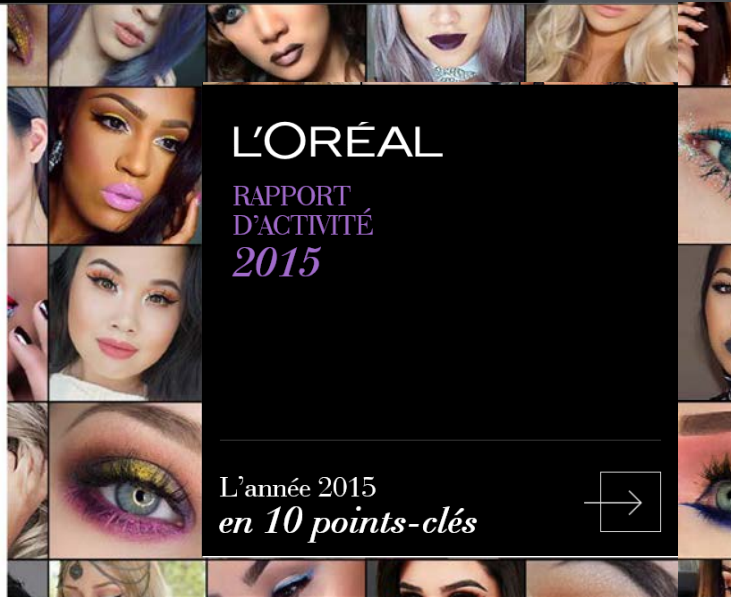 L'ORÉAL
RAPPORT
D'ACTIVITÉ
2015
L'année 2015
en 10 points-clés